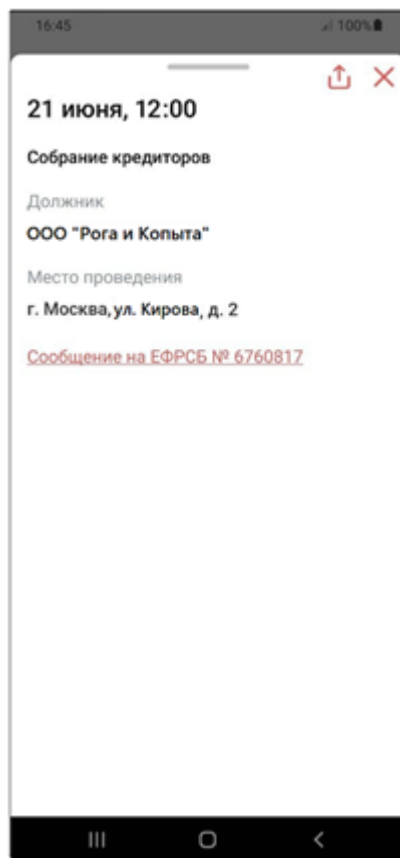 16:45 100%
21 июня, 12:00
Собрание кредиторов
Должник
ООО "Рога и Копыта"
Место проведения
г. Москва, ул. Кирова, д. 2
Сообщение на ЕФРСБ № 6760817